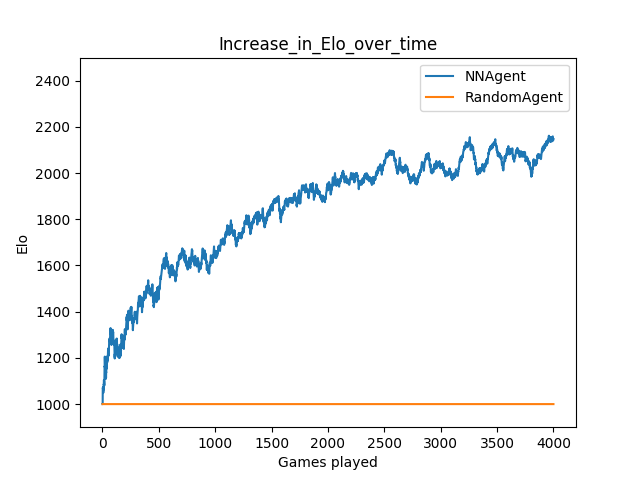 Increase_in_Elo_over_time
NNAgent
RandomAgent
2400
2200
2000
1800
1600
1400
1200
1000
Elo
0 500 1000 1500 2000 2500 3000 3500 4000
Games played